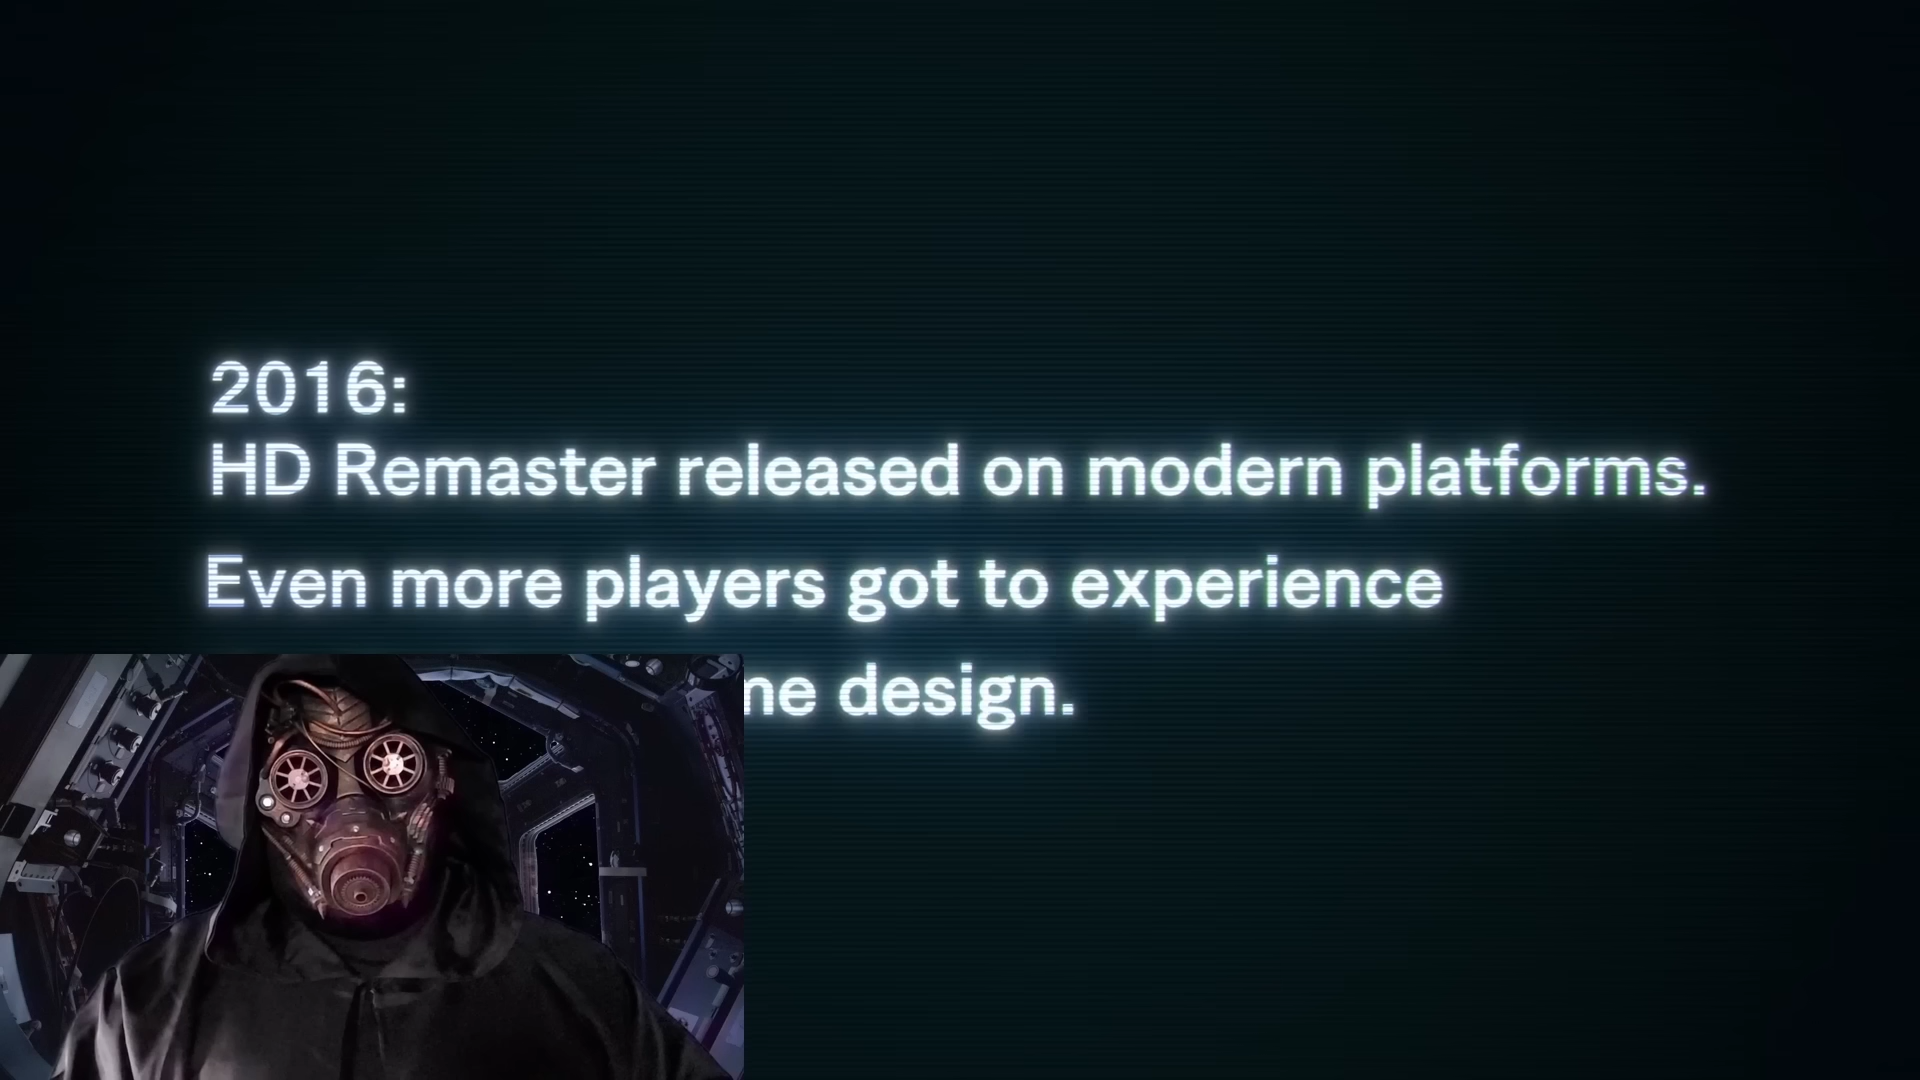 2016:
HD Remaster released on modern platforms.
Even more players got to experience
design.